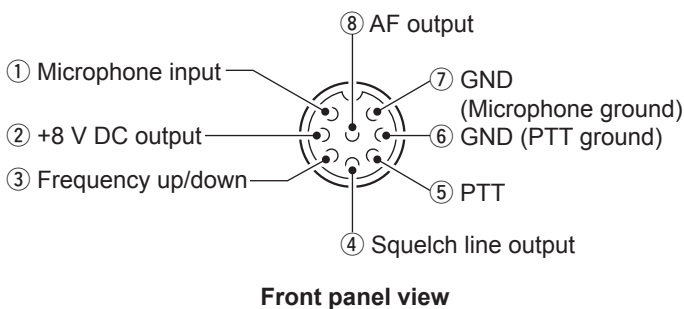 ⑧ AF output
① Microphone input
⑦ GND
(Microphone ground)
② +8 V DC output
⑥ GND (PTT ground)
③ Frequency up/down
⑤ PTT
④ Squelch line output
Front panel view